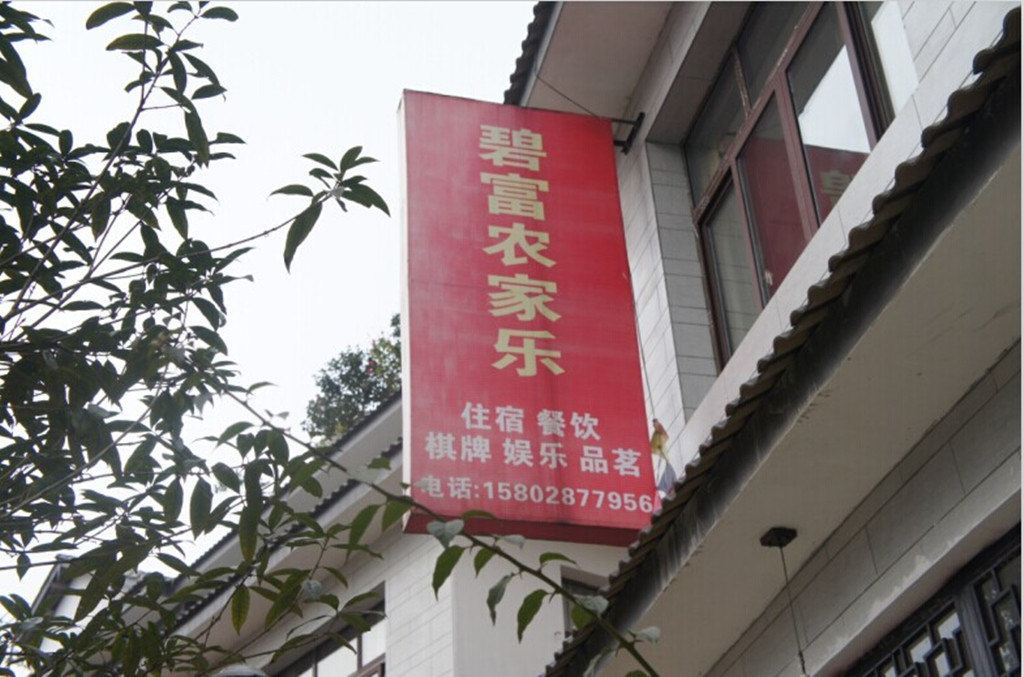 碧富农家乐
住宿 餐饮
棋牌 娱乐 品茗
电话:15802877956